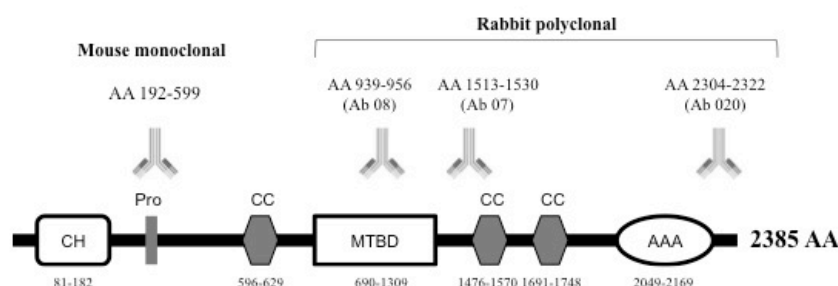 Rabbit polyclonal
Mouse monoclonal
AA 192-599
AA 939-956
(Ab 08)
AA 1513-1530
(Ab 07)
AA 2304-2322
(Ab 020)
Pro
CC
CC
CC
CH
MTBD
AAA
2385 AA
81-182
596-629
690-1309
1476-1570
1691-1748
2049-2169